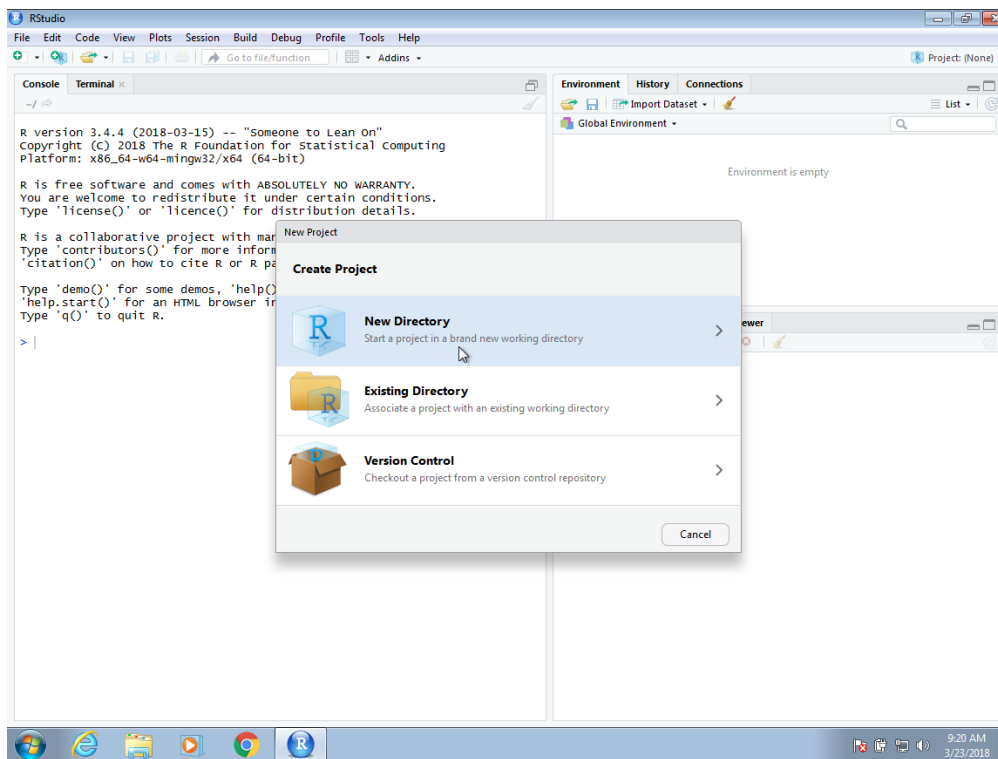 RStudio
File Edit Code View Plots Session Build Debug Profile Tools Help
Go to file/function Addins Project: (None)
Console Terminal
~/
R version 3.4.4 (2018-03-15) -- "Someone to Lean On"
Copyright (C) 2018 The R Foundation for Statistical Computing
Platform: x86_64-w64-mingw32/x64 (64-bit)
R is free software and comes with ABSOLUTELY NO WARRANTY.
You are welcome to redistribute it under certain conditions.
Type 'license()' or 'licence()' for distribution details.
R is a collaborative project with
Type 'contributors()' for more
'citation()' on how to cite R or R
Type 'demo()' for some demos, 'help()
'help.start()' for an HTML browser
Type 'q()' to quit R.
>
Environment History Connections
Import Dataset List
Global Environment
Environment is empty
New Project
Create Project
R
New Directory
Start a project in a brand new working directory
R
Existing Directory
Associate a project with an existing working directory
Version Control
Checkout a project from a version control repository
Cancel
R
9:20 AM
3/23/2018